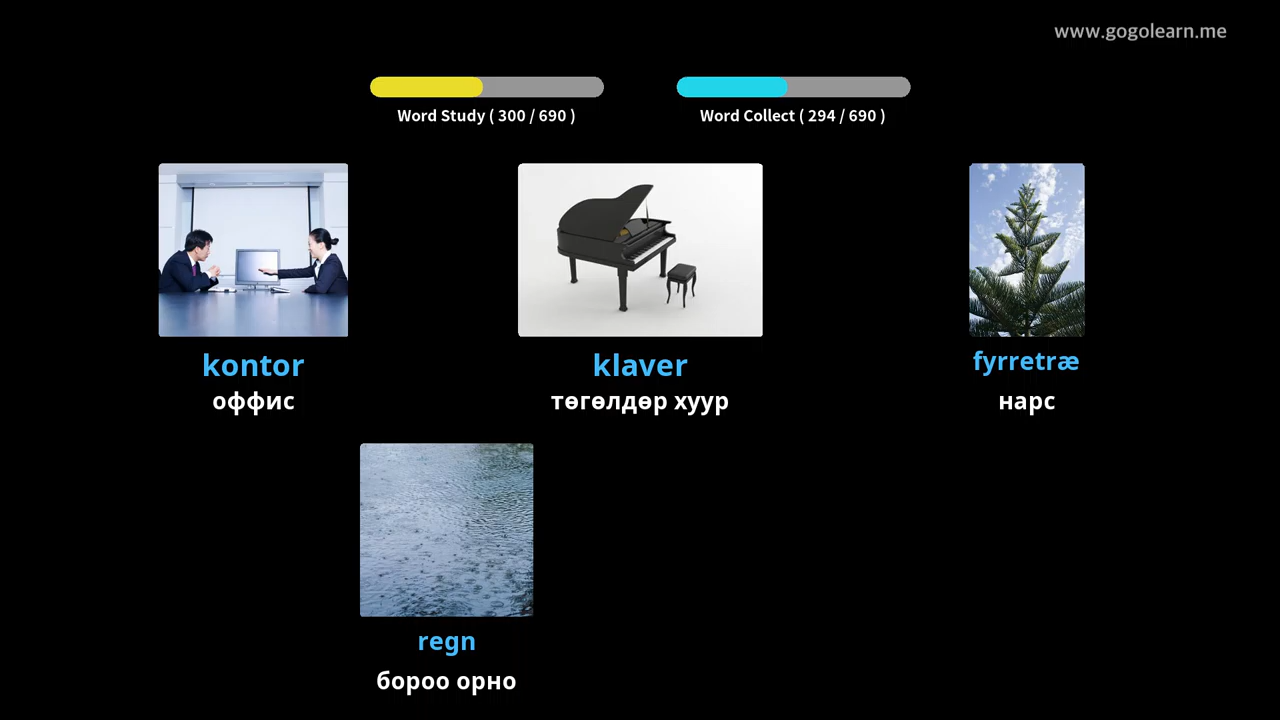 www.gogolearn.me
Word Study ( 300 / 690 )
Word Collect ( 294 / 690 )
kontor
оффис
klaver
төгөлдөр хуур
fyrretræ
нарс
regn
бороо орно